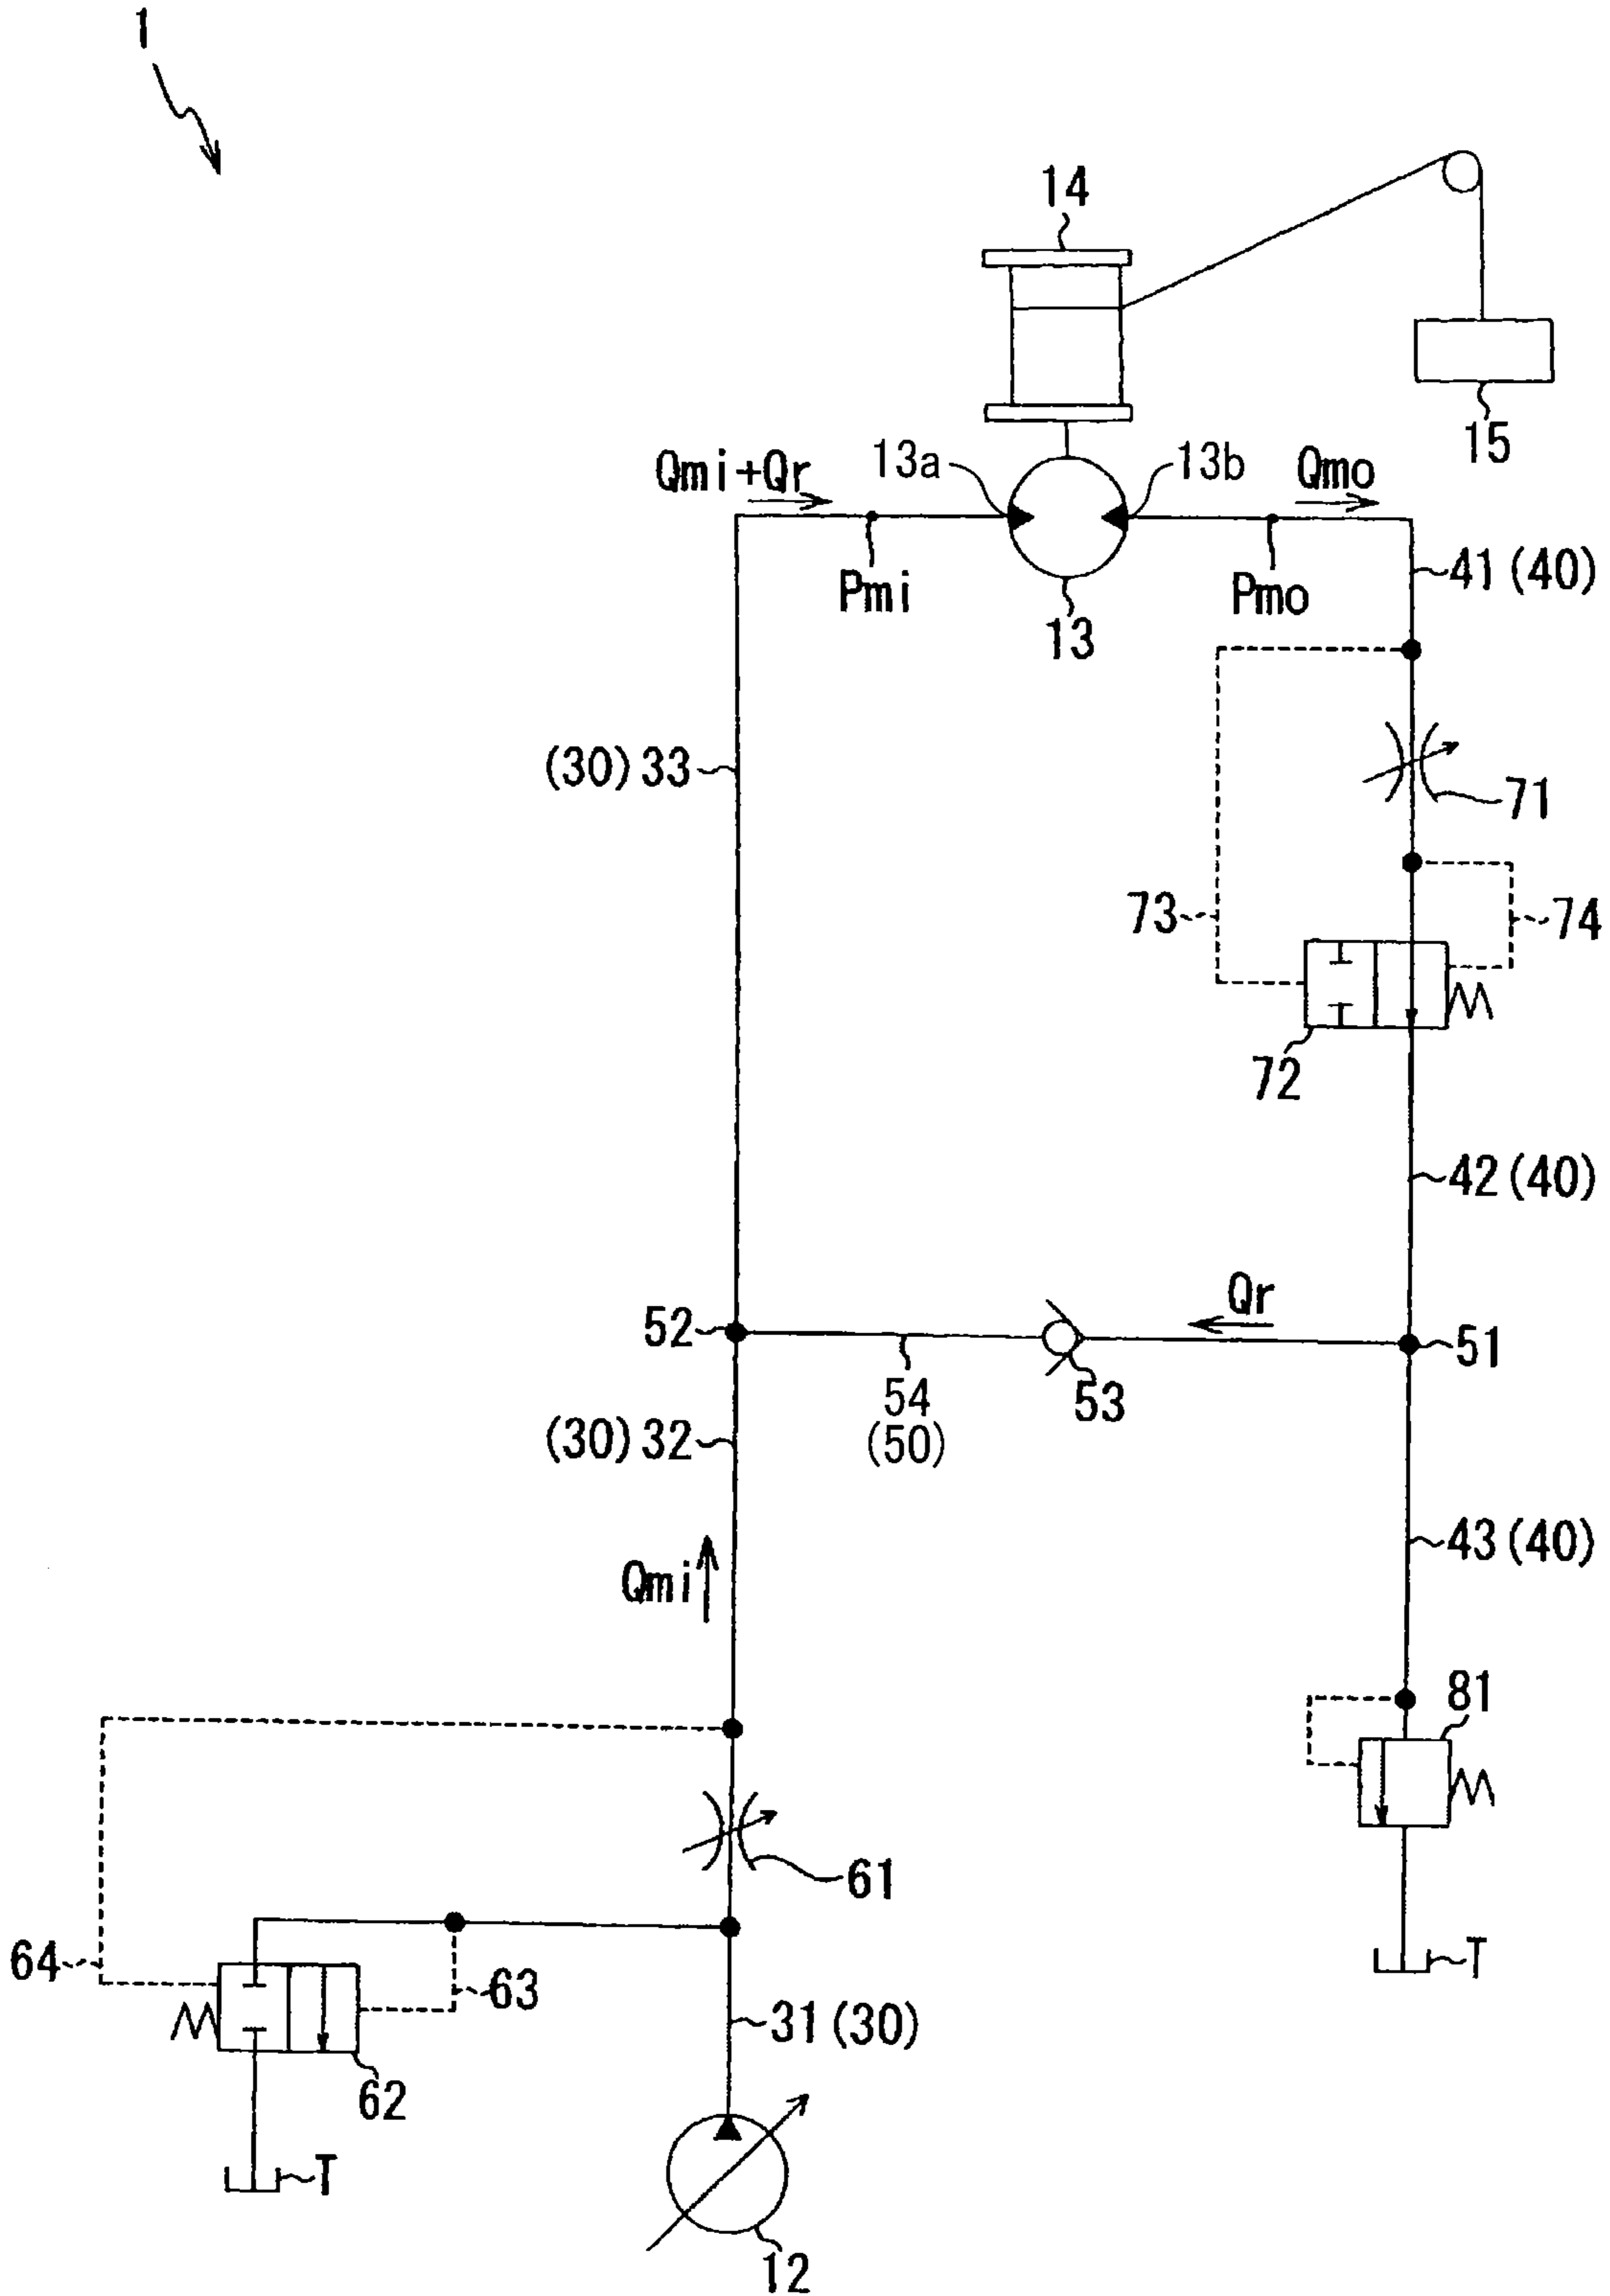 1
14
15
Qmi+Qr
13a
13b
Qmo
Pmi
13
Pmo
41(40)
(30)33
71
73
74
72
42(40)
Qr
52
51
54
(50)
53
(30)32
43(40)
Qmi
81
61
64
63
T
31(30)
62
T
12